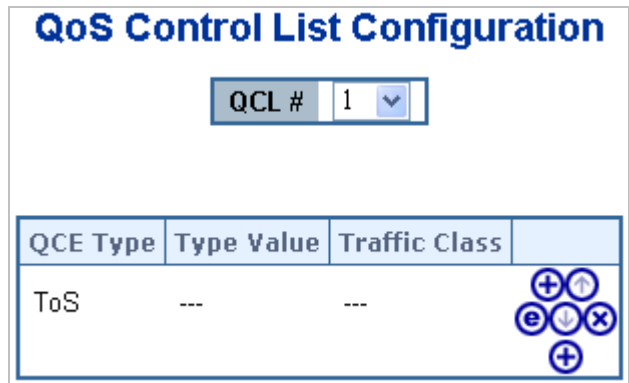 QoS Control List Configuration
QCL # 1
QCE Type Type Value Traffic Class
ToS --- ---
e